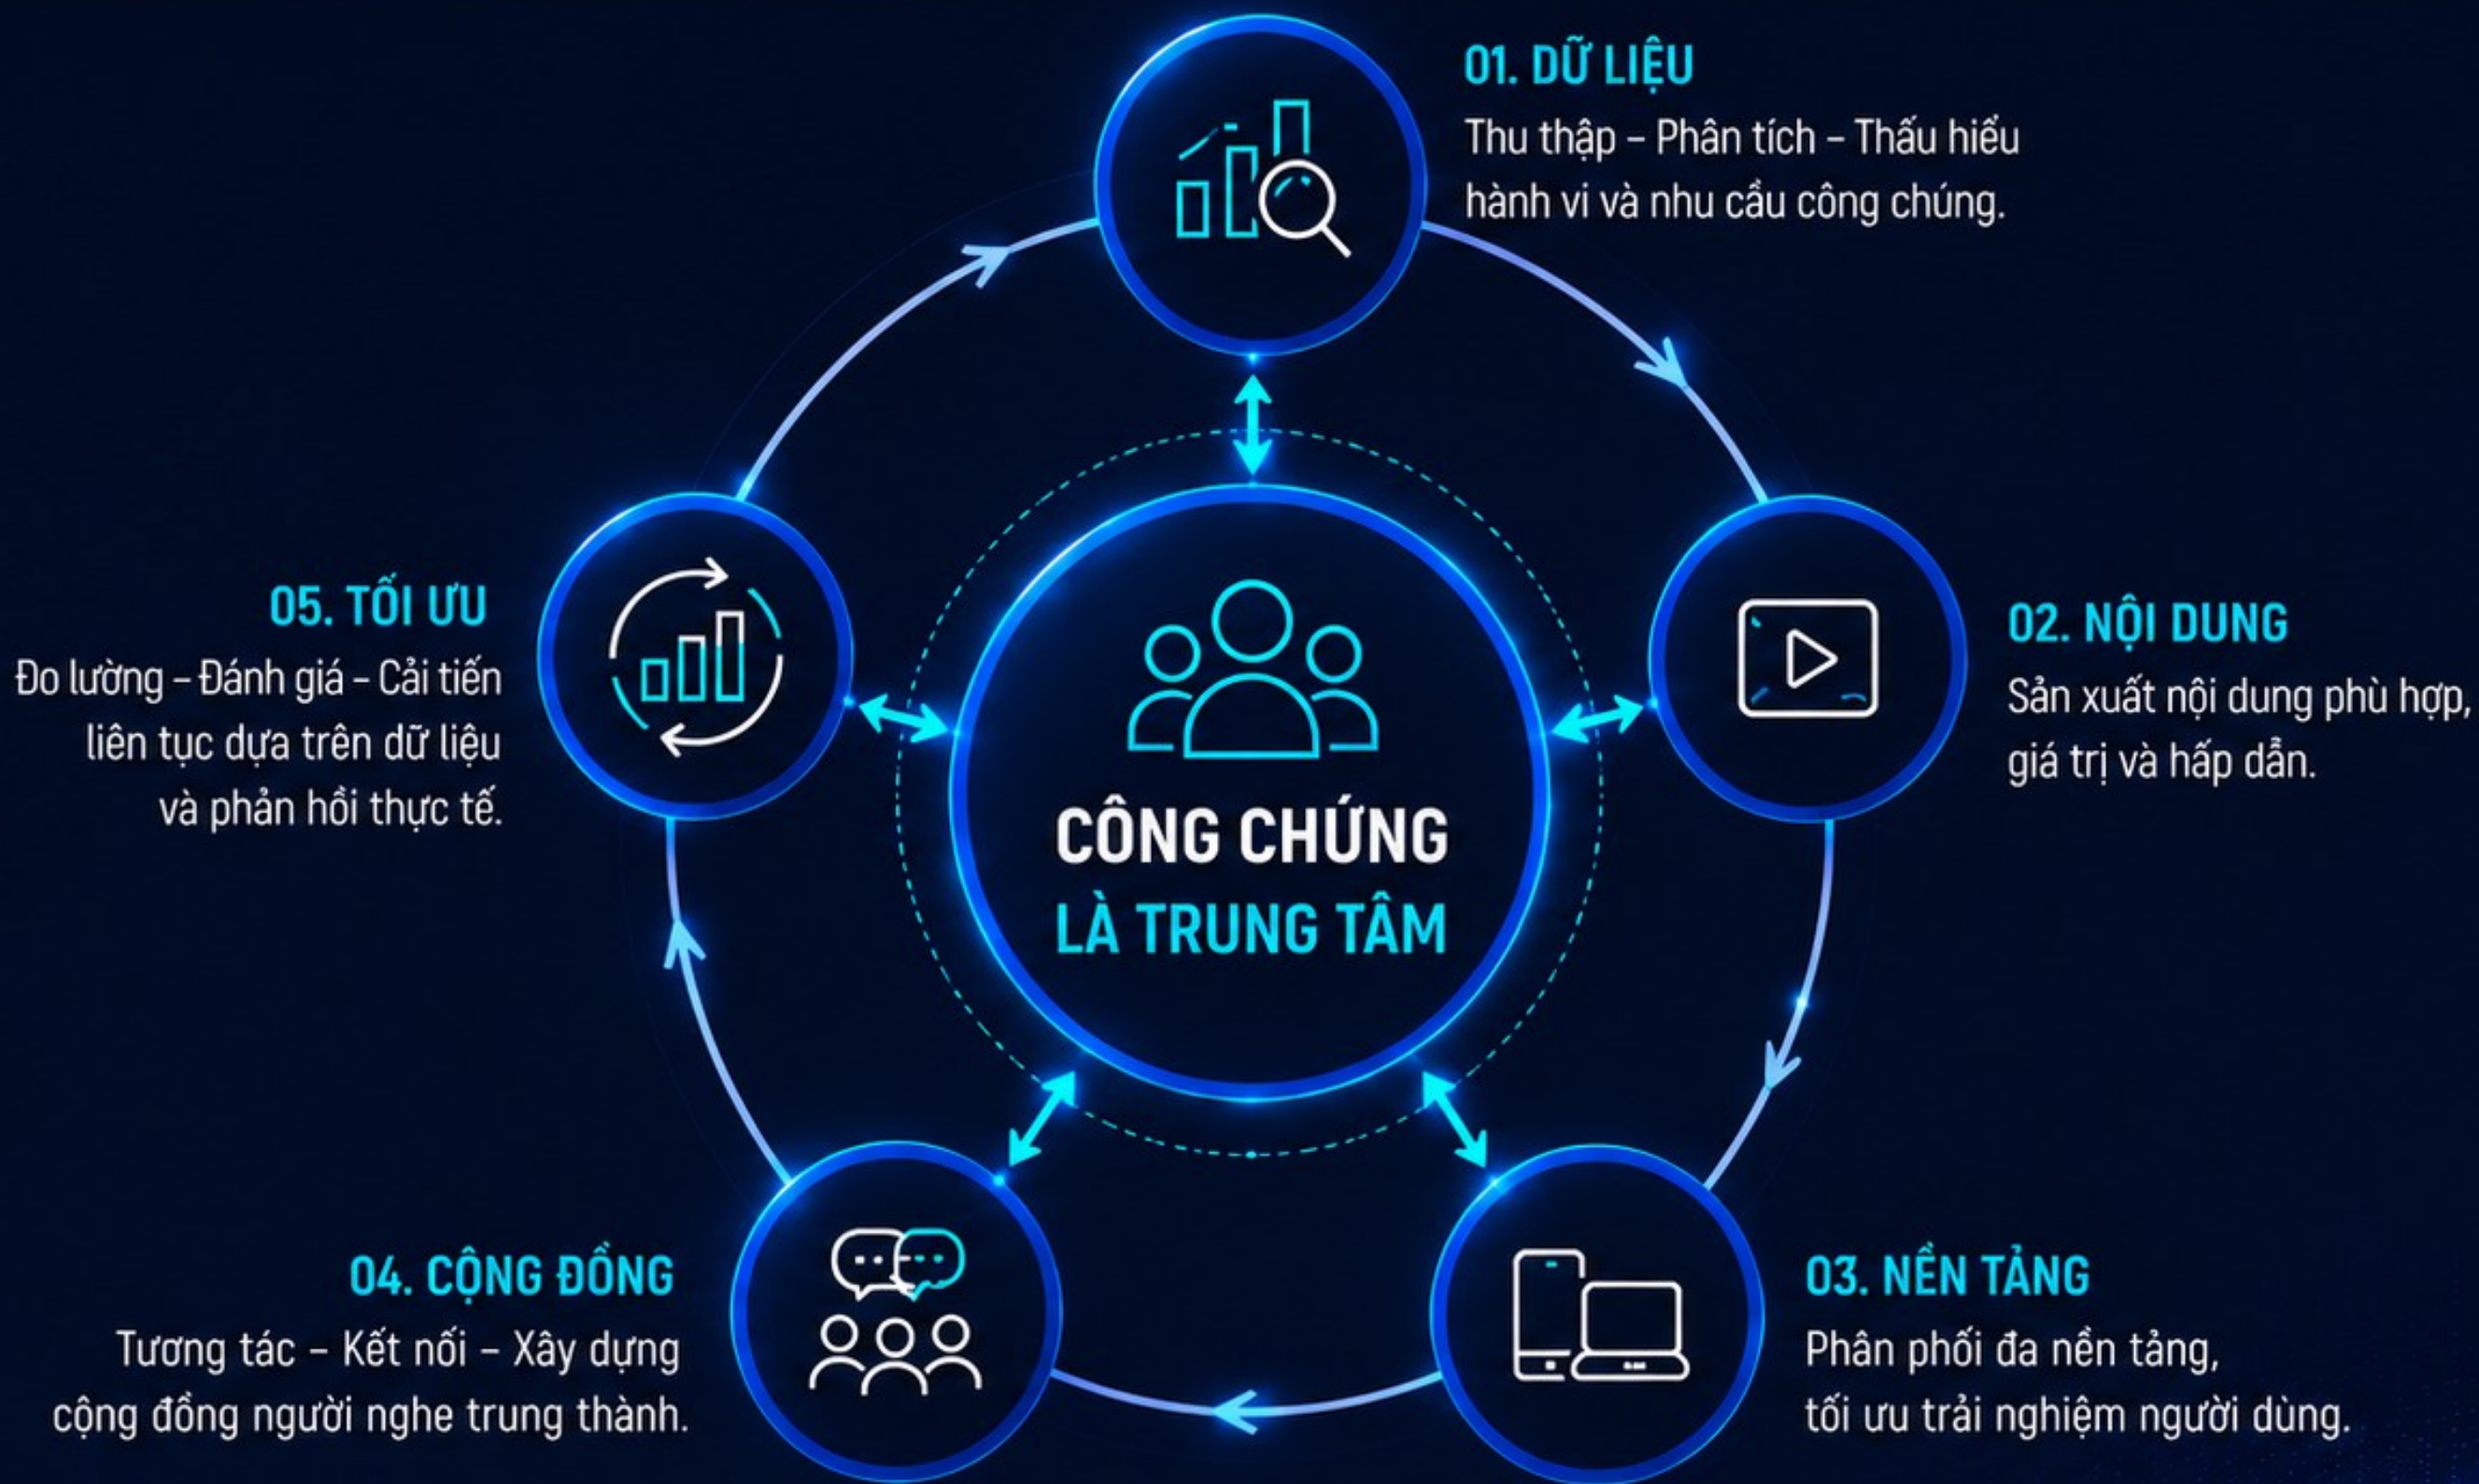 01. DỮ LIỆU
Thu thập – Phân tích – Thấu hiểu
hành vi và nhu cầu công chúng.
02. NỘI DUNG
Sản xuất nội dung phù hợp,
giá trị và hấp dẫn.
03. NỀN TẢNG
Phân phối đa nền tảng,
tối ưu trải nghiệm người dùng.
04. CỘNG ĐỒNG
Tương tác – Kết nối – Xây dựng
cộng đồng người nghe trung thành.
05. TỐI ƯU
Đo lường – Đánh giá – Cải tiến
liên tục dựa trên dữ liệu
và phản hồi thực tế.
CÔNG CHỨNG
LÀ TRUNG TÂM